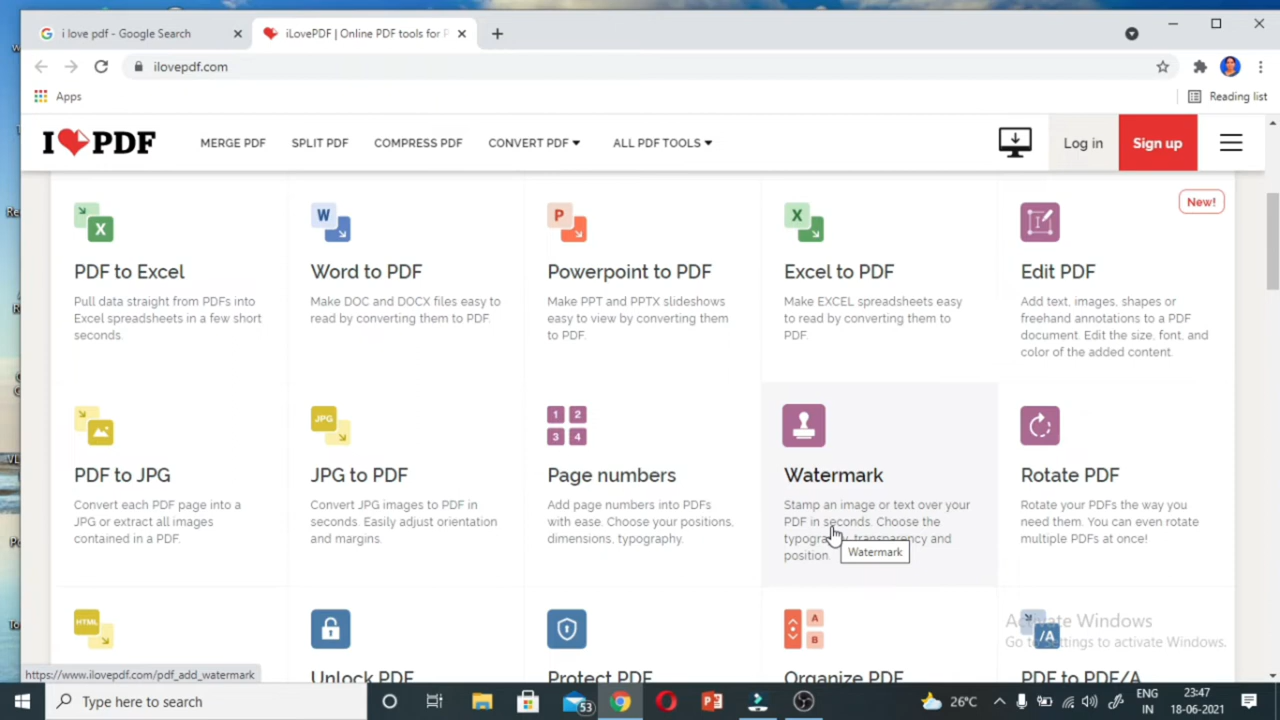 i love pdf - Google Search
iLovePDF | Online PDF tools for P
ilovepdf.com
Apps
Reading list
I PDF
MERGE PDF
SPLIT PDF
COMPRESS PDF
CONVERT PDF
ALL PDF TOOLS
Log in
Sign up
New!
PDF to Excel
Pull data straight from PDFs into
Excel spreadsheets in a few short
seconds.
Word to PDF
Make DOC and DOCX files easy to
read by converting them to PDF.
Powerpoint to PDF
Make PPT and PPTX slideshows
easy to view by converting them
to PDF.
Excel to PDF
Make EXCEL spreadsheets easy
to read by converting them to
PDF.
Edit PDF
Add text, images, shapes or
freehand annotations to a PDF
document. Edit the size, font, and
color of the added content.
JPG
1 2
3 4
PDF to JPG
Convert each PDF page into a
JPG or extract all images
contained in a PDF.
JPG to PDF
Convert JPG images to PDF in
seconds. Easily adjust orientation
and margins.
Page numbers
Add page numbers into PDFs
with ease. Choose your positions,
dimensions, typography.
Watermark
Stamp an image or text over your
PDF in seconds. Choose the
typography, transparency and
position.
Watermark
Rotate PDF
Rotate your PDFs the way you
need them. You can even rotate
multiple PDFs at once!
HTML
A
B
/A
Unlock PDF
Protect PDF
Organize PDF
PDF to PDF/A
Activate Windows
Go to Settings to activate Windows.
https://www.ilovepdf.com/pdf_add_watermark
Type here to search
53
26°C
ENG
IN
23:47
18-06-2021